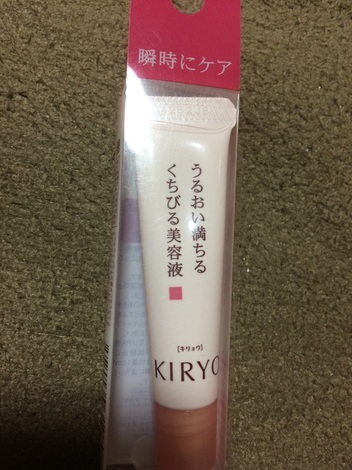 瞬時にケア
うるおい満ちる
くちびる美容液
[キリョウ]
KIRYO